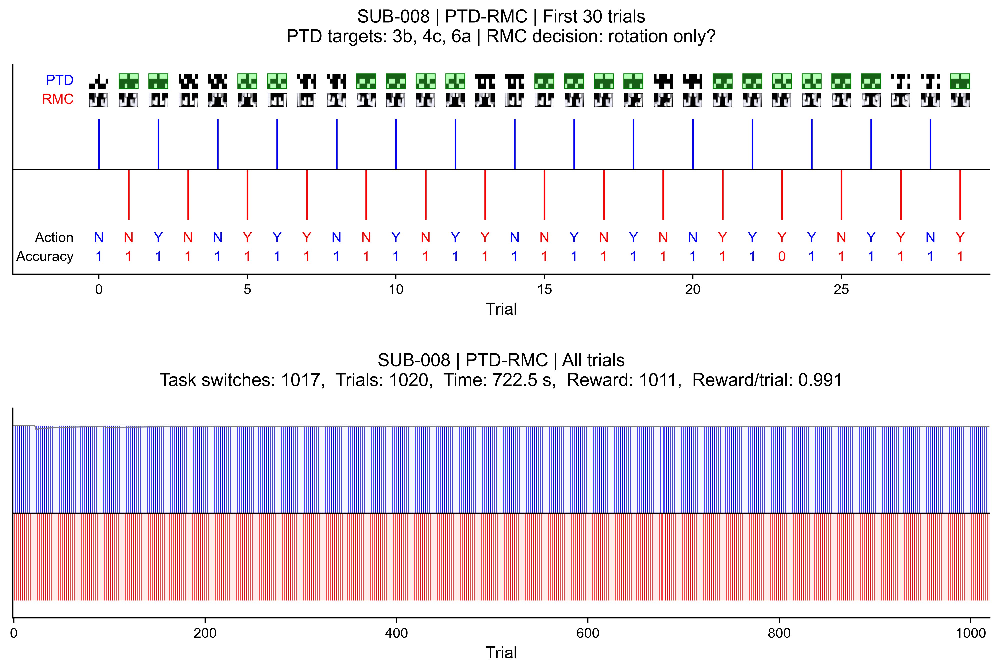 SUB-008 | PTD-RMC | First 30 trials
PTD targets: 3b, 4c, 6a | RMC decision: rotation only?
PTD
RMC
Action N N Y N N Y Y Y N N Y N Y Y N N Y N Y N N Y Y Y Y N Y Y N Y
Accuracy 1 1 1 1 1 1 1 1 1 1 1 1 1 1 1 1 1 1 1 1 1 1 1 0 1 1 1 1 1 1
0 5 10 15 20 25
Trial
SUB-008 | PTD-RMC | All trials
Task switches: 1017, Trials: 1020, Time: 722.5 s, Reward: 1011, Reward/trial: 0.991
0 200 400 600 800 1000
Trial